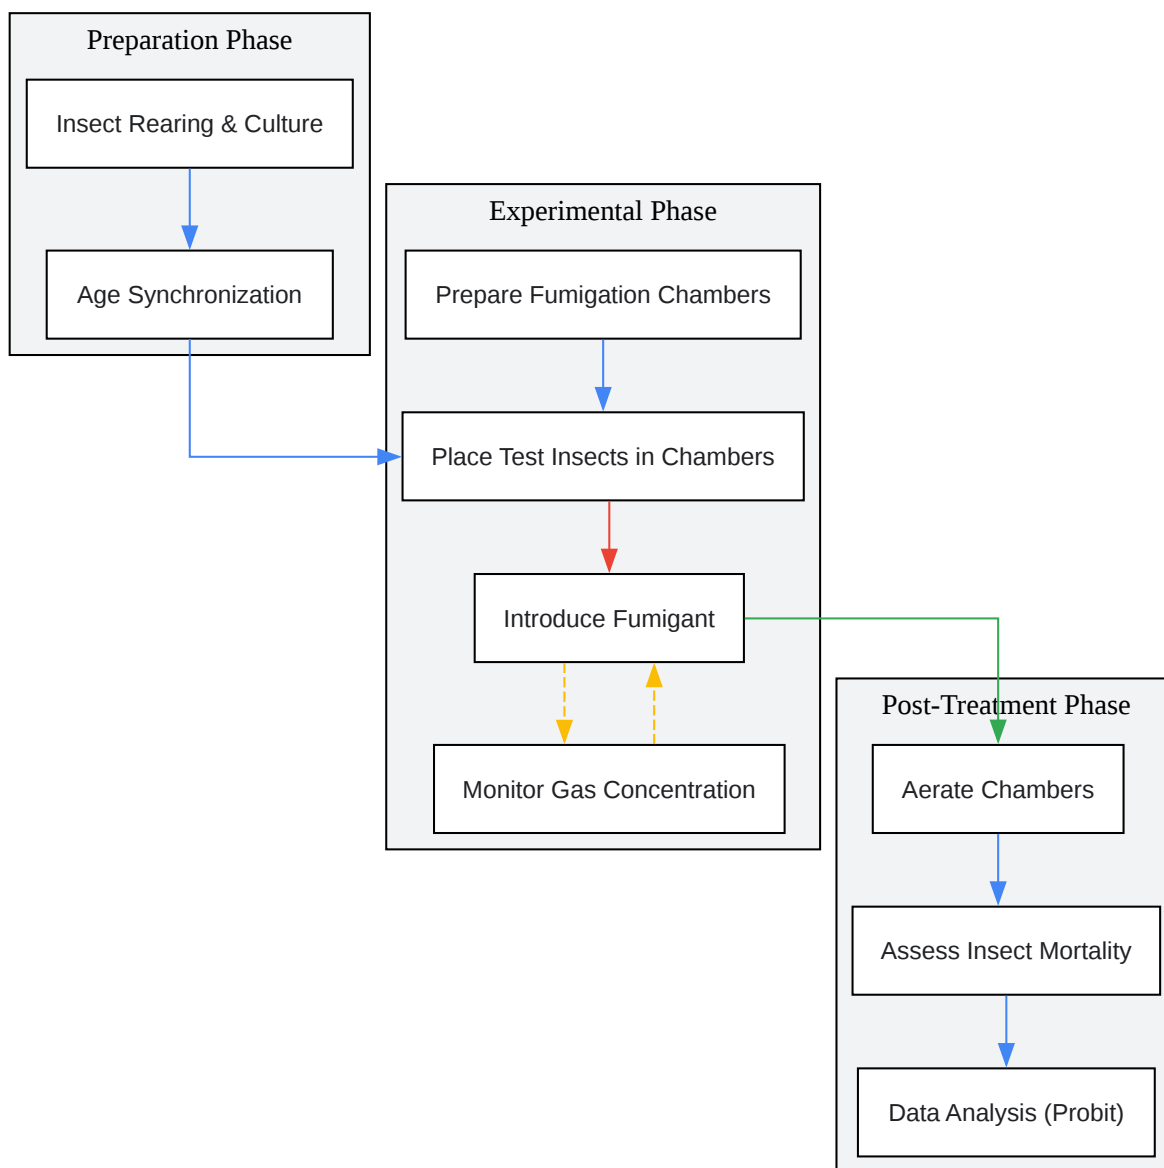 Preparation Phase
Insect Rearing & Culture
Age Synchronization
Experimental Phase
Prepare Fumigation Chambers
Place Test Insects in Chambers
Introduce Fumigant
Monitor Gas Concentration
Post-Treatment Phase
Aerate Chambers
Assess Insect Mortality
Data Analysis (Probit)